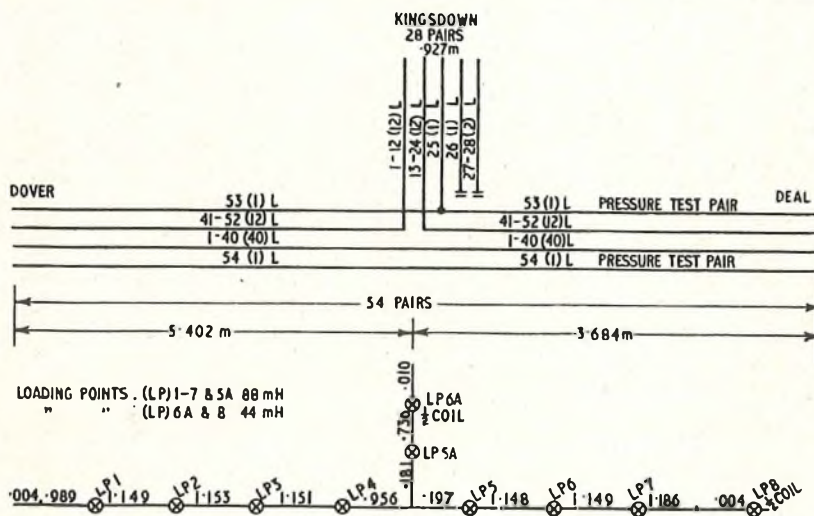 KINGSDOWN
28 PAIRS
.927m
1-12 (12) L
13-24 (12) L
25 (1) L
26 (1) L
27-28 (2) L
DOVER
DEAL
53 (1) L
53 (1) L PRESSURE TEST PAIR
41-52 (12) L
41-52 (12) L
1-40 (40) L
1-40 (40) L
54 (1) L
54 (1) L PRESSURE TEST PAIR
54 PAIRS
5.402 m
3.684 m
LOADING POINTS. (LP) 1-7 & 5A 88 mH
" " (LP) 6A & 8 44 mH
.010
LP6A
½ COIL
.736
LP5A
.181
.004 .989 LP1 1.149 LP2 1.153 LP3 1.151 LP4 .956 .197 LP5 1.148 LP6 1.149 LP7 1.186 .004 LP8
½ COIL